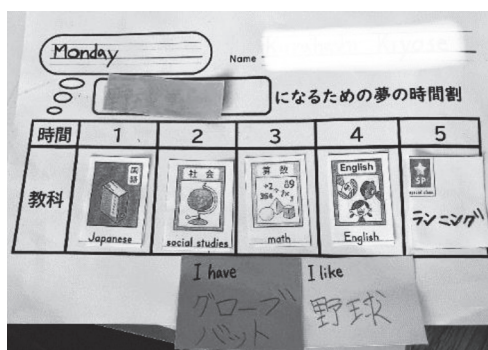 Monday
Name
になるための夢の時間割
時間 1 2 3 4 5
教科
国語
Japanese
社会
social studies
算数
math
English
English
SP
special class
ランニング
I have
グローブ
バット
I like
野球